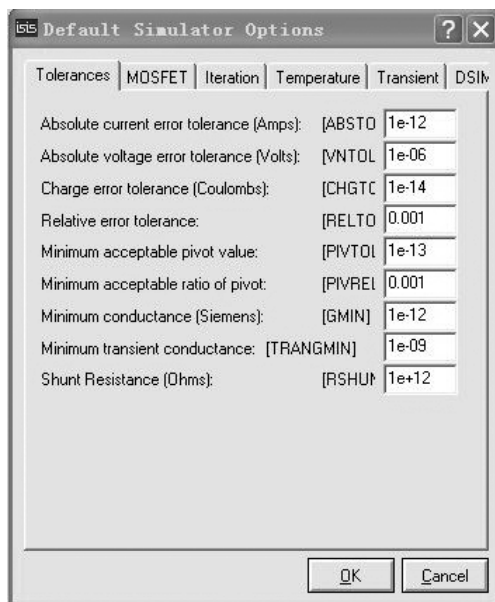 isis Default Simulator Options ? X
Tolerances MOSFET Iteration Temperature Transient DSIM
Absolute current error tolerance (Amps): [ABSTO 1e-12
Absolute voltage error tolerance (Volts): [VNTOL 1e-06
Charge error tolerance (Coulombs): [CHGTC 1e-14
Relative error tolerance: [RELTO 0.001
Minimum acceptable pivot value: [PIVTOL 1e-13
Minimum acceptable ratio of pivot: [PIVREL 0.001
Minimum conductance (Siemens): [GMIN] 1e-12
Minimum transient conductance: [TRANGMIN] 1e-09
Shunt Resistance (Ohms): [RSHUN 1e+12
OK Cancel